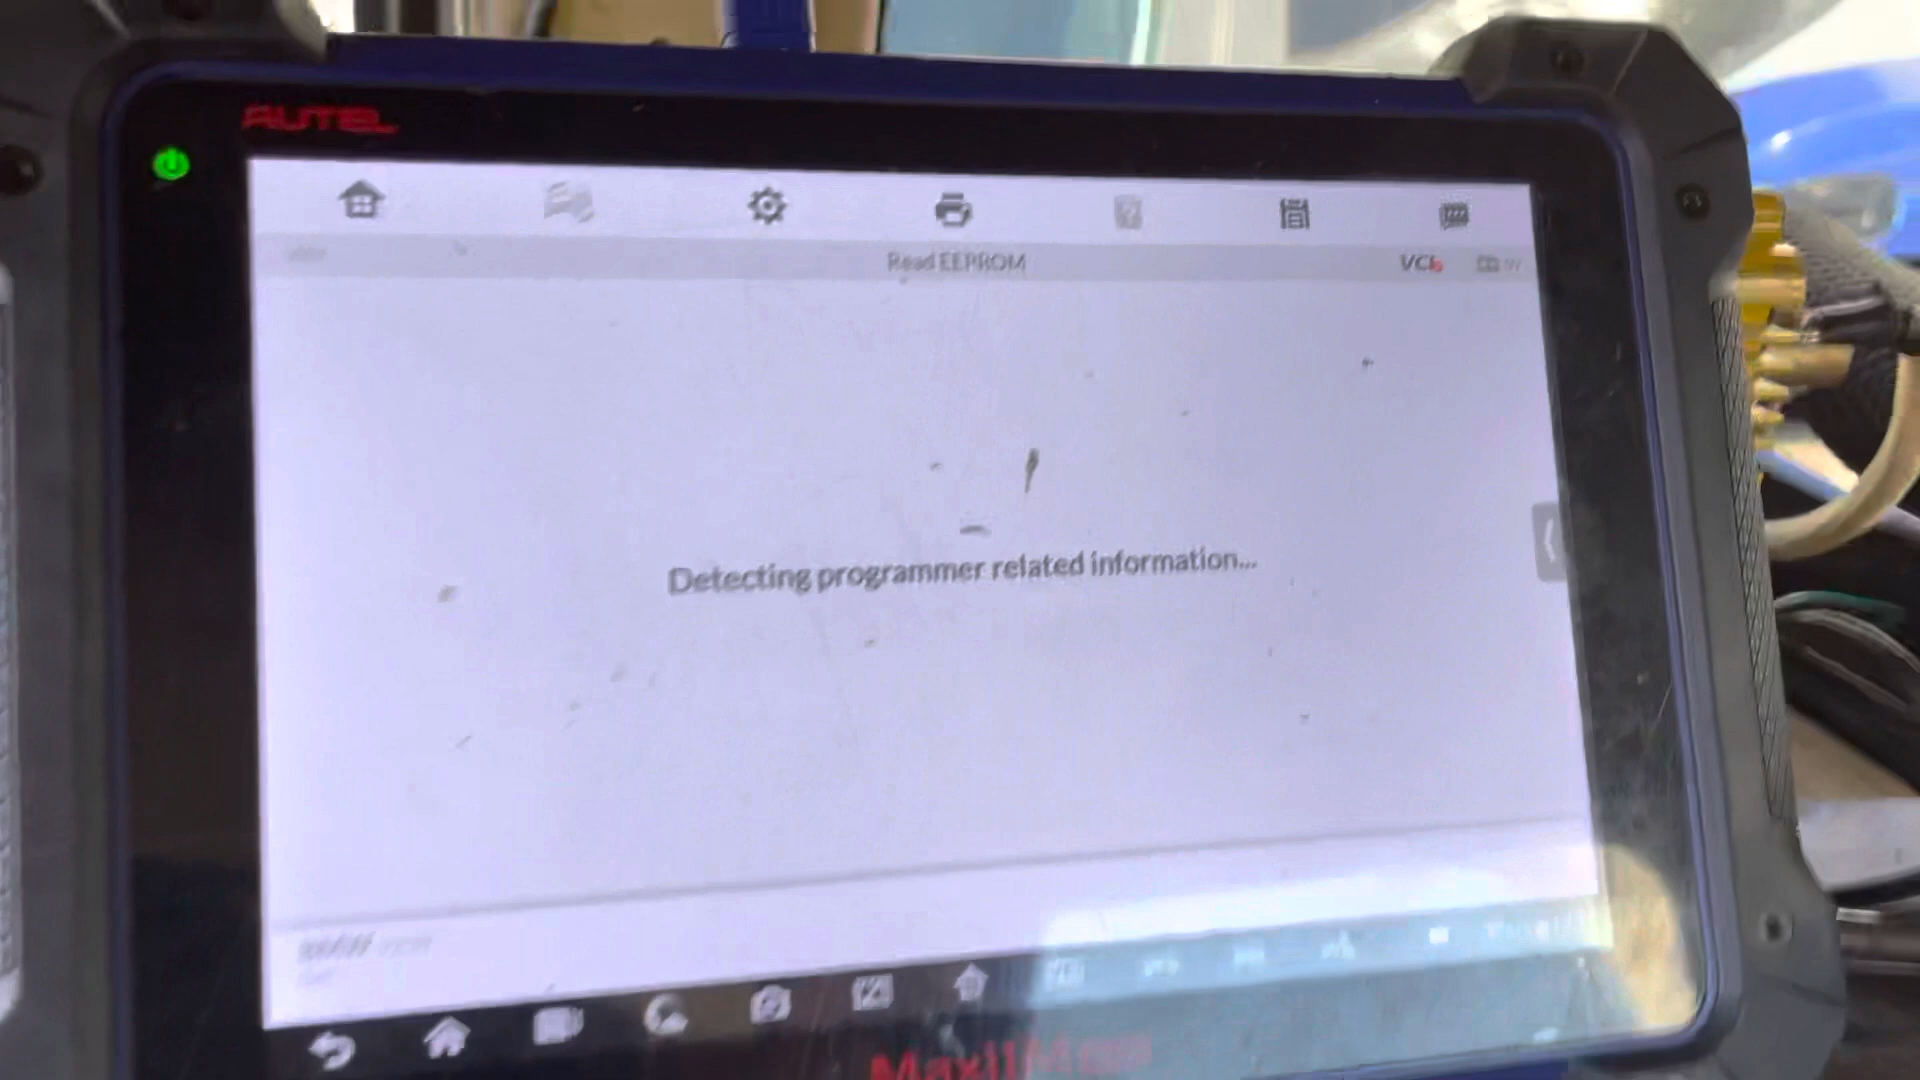 AUTEL
Read EEPROM
VCI
Detecting programmer related information...